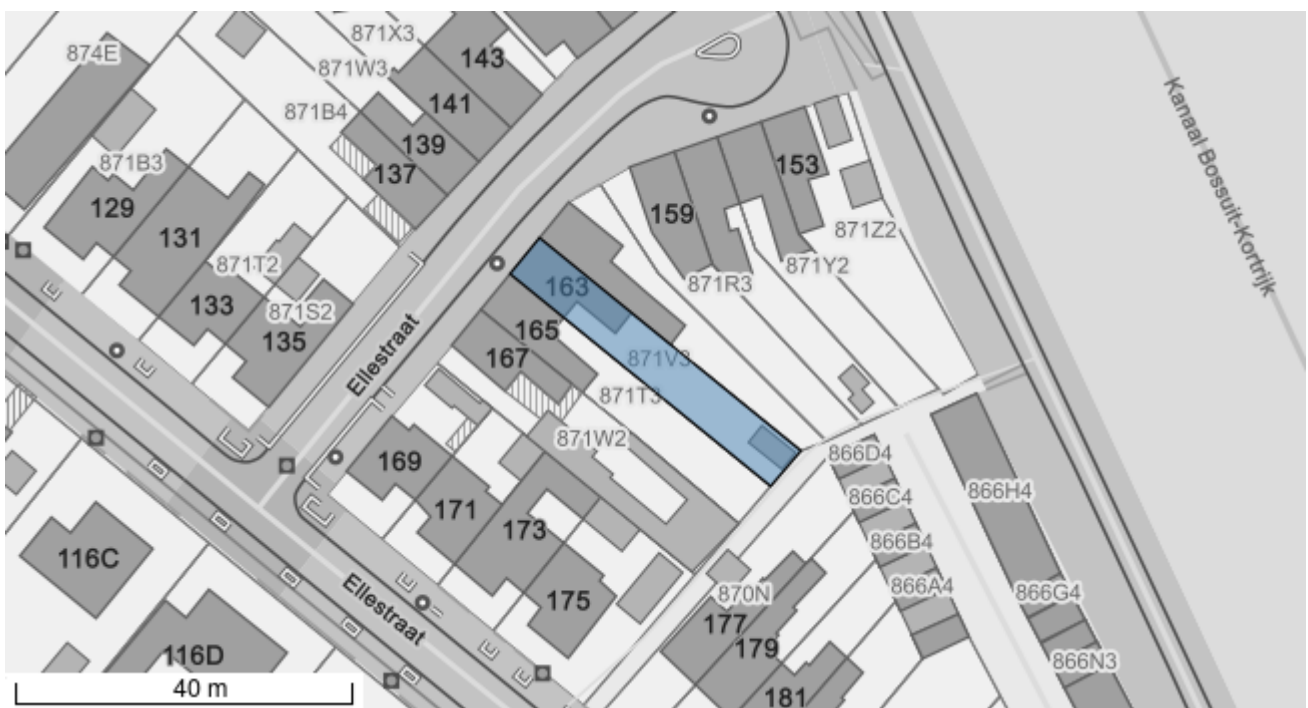 871X3
143
874E
871W3
141
871B4
139
Kanaal Bossuit-Kortrijk
153
871B3
137
129
159
131
871Z2
871T2
871Y2
871R3
163
133
871S2
165
135
Ellestraat
871V3
167
871T3
871W2
169
866D4
866H4
171
866C4
173
866B4
116C
866A4
870N
866G4
Ellestraat
175
177
179
116D
866N3
181
40 m